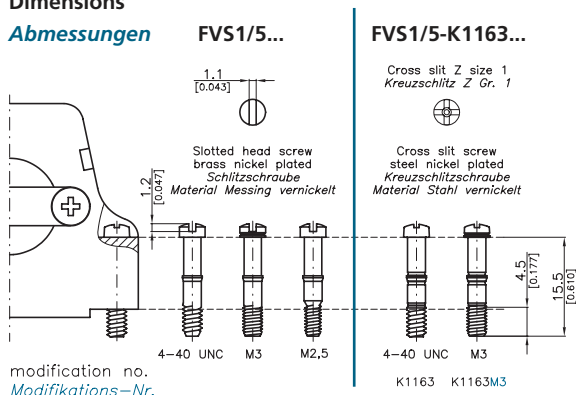 Dimensions
Abmessungen
FVS1/5...
FVS1/5-K1163...
1.1
[0.043]
Cross slit Z size 1
Kreuzschlitz Z Gr. 1
Slotted head screw
brass nickel plated
Schlitzschraube
Material Messing vernickelt
Cross slit screw
steel nickel plated
Kreuzschlitzschraube
Material Stahl vernickelt
1.2
[0.047]
4.5
[0.177]
15.5
[0.610]
4-40 UNC
M3
M2,5
4-40 UNC
M3
modification no.
Modifikations-Nr.
K1163
K1163M3